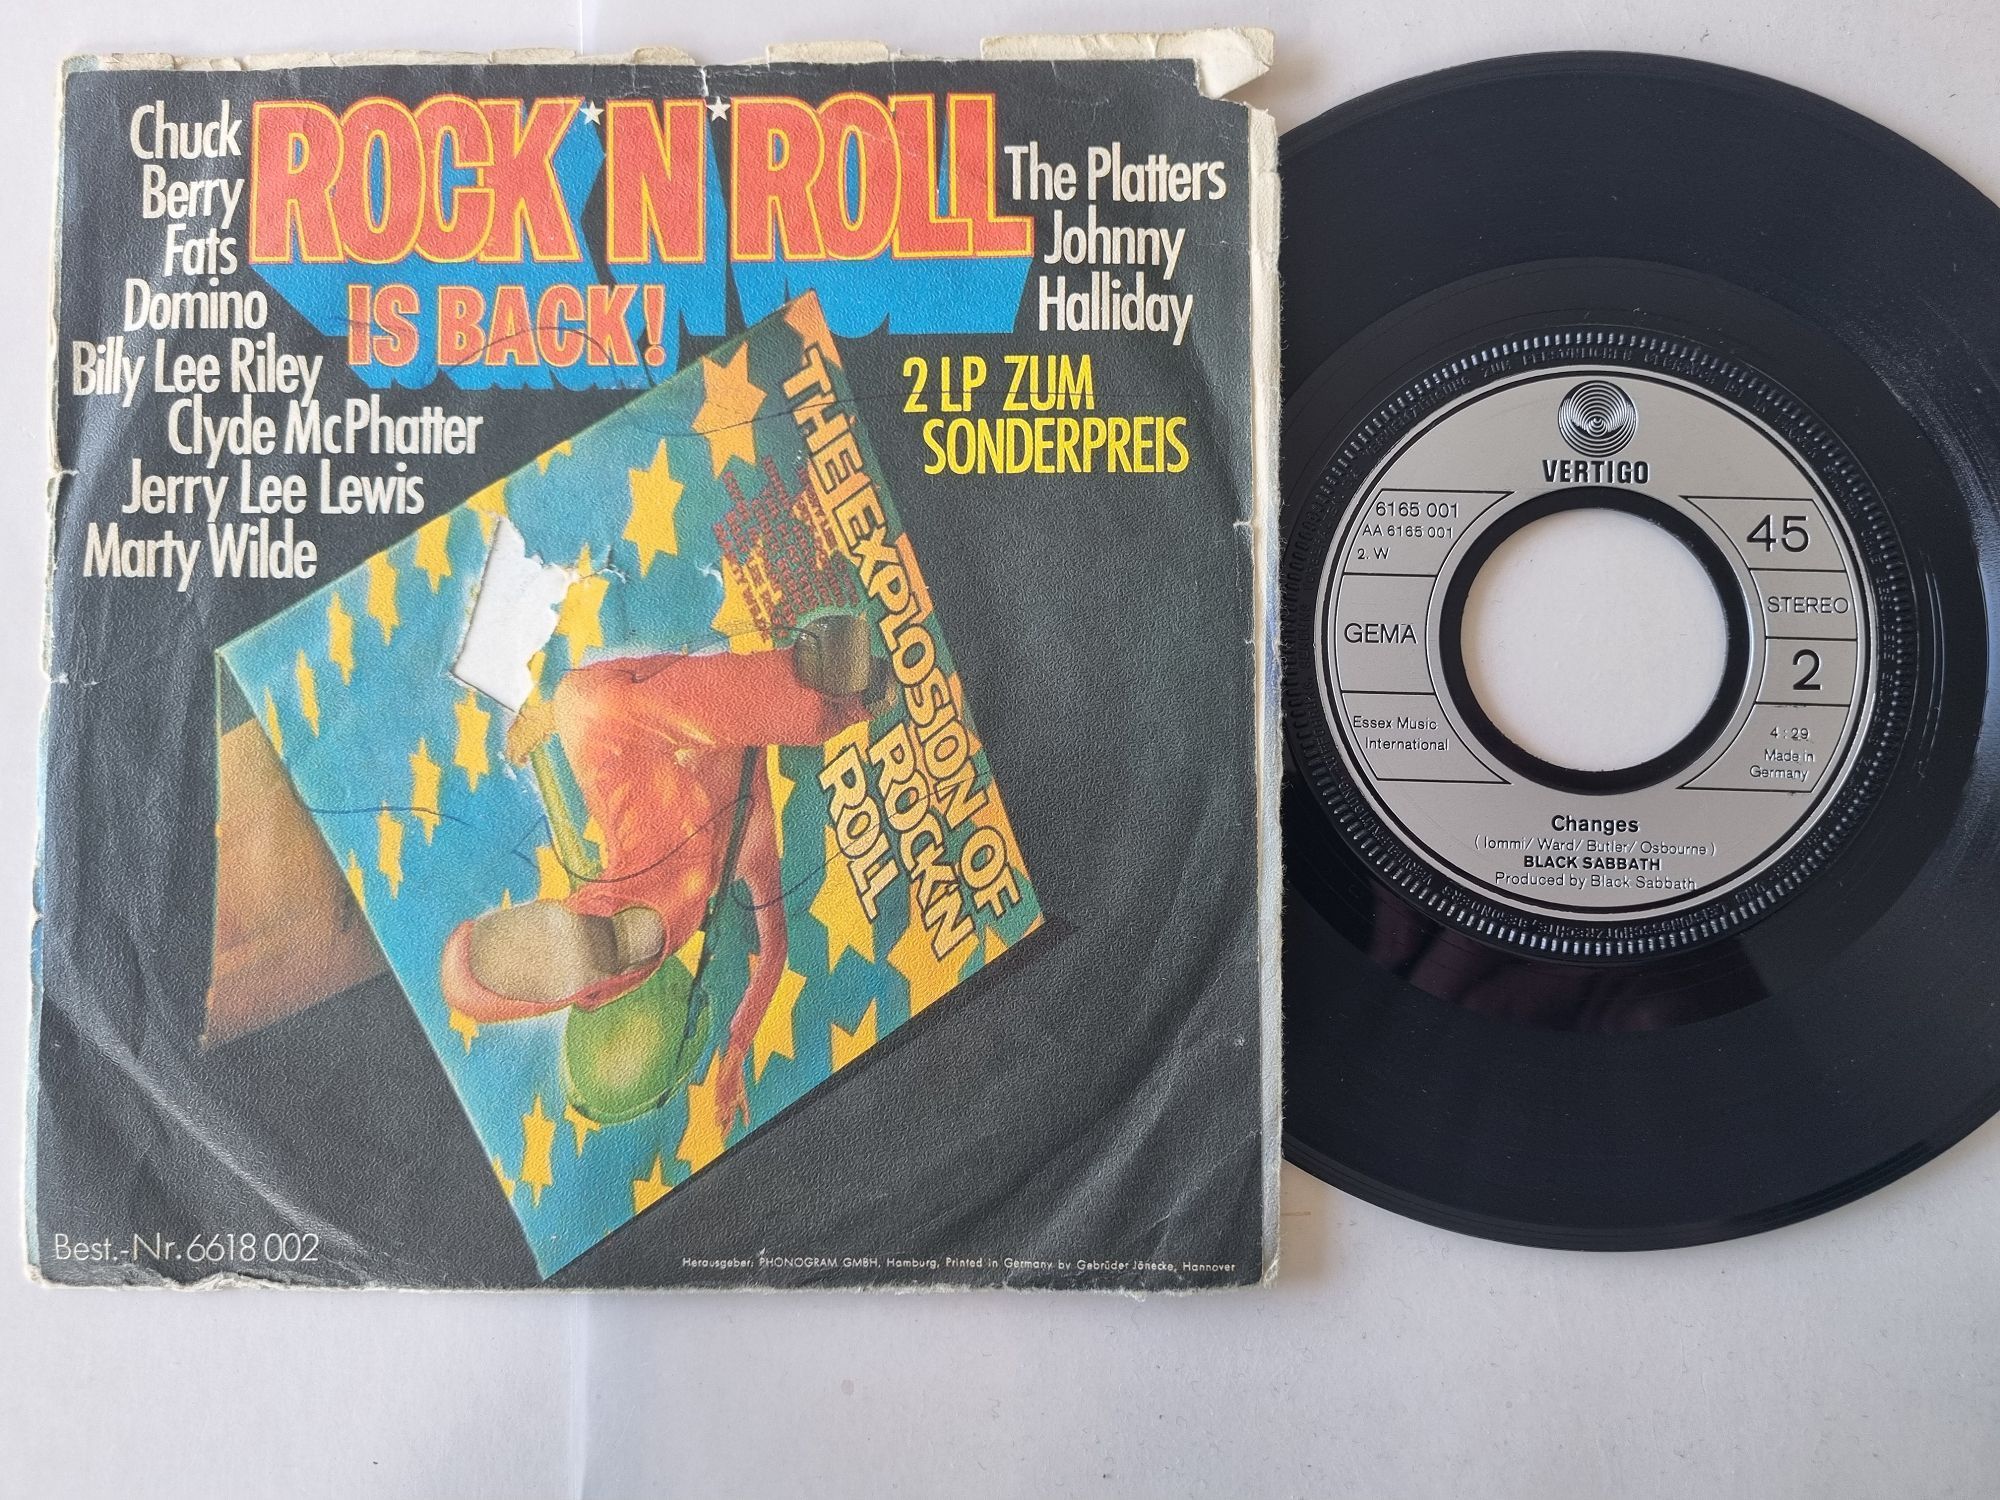 Chuck
Berry
Fats
Domino
Billy Lee Riley
Clyde McPhatter
Jerry Lee Lewis
Marty Wilde
ROCK*N*ROLL
IS BACK!
The Platters
Johnny
Halliday
2 LP ZUM
SONDERPREIS
THE EXPLOSION OF
ROCK'N
ROLL
Best.-Nr. 6618 002
Herausgeber: PHONOGRAM GMBH, Hamburg, Printed in Germany by Gebrüder Jänecke, Hannover
VERTIGO
6165 001
AA 6165 001
2. W
GEMA
Essex Music
International
45
STEREO
2
4:29
Made in
Germany
Changes
(Iommi/ Ward/ Butler/ Osbourne)
BLACK SABBATH
Produced by Black Sabbath